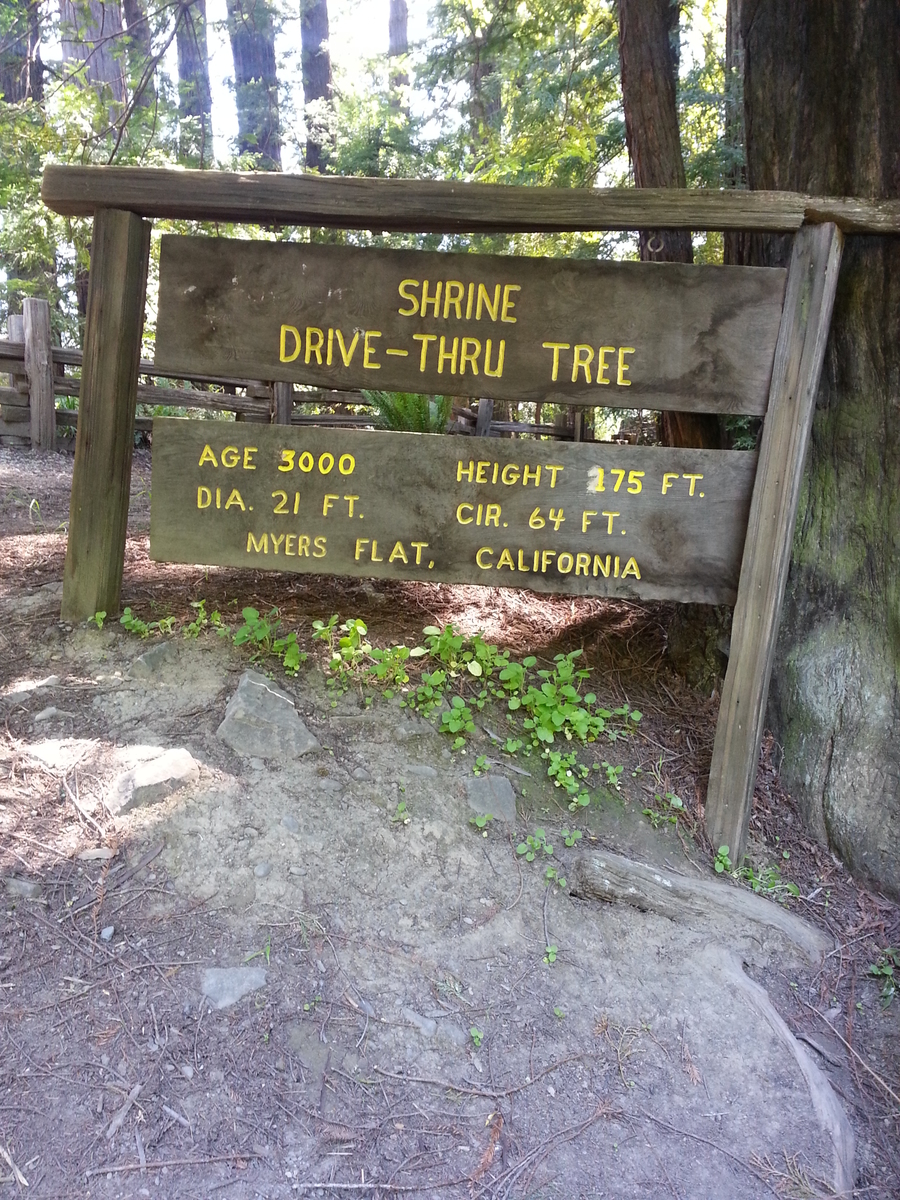 SHRINE
DRIVE-THRU TREE
AGE 3000 HEIGHT 175 FT.
DIA. 21 FT. CIR. 64 FT.
MYERS FLAT, CALIFORNIA